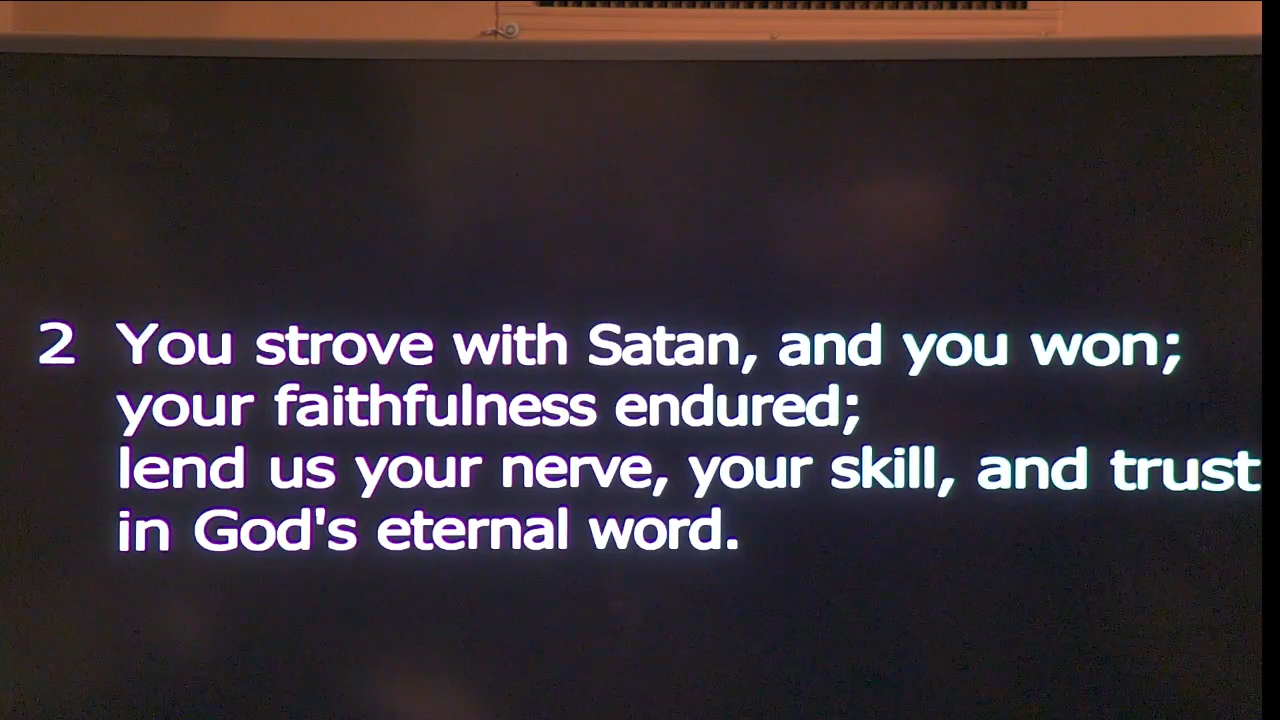 2 You strove with Satan, and you won;
your faithfulness endured;
lend us your nerve, your skill, and trust
in God's eternal word.